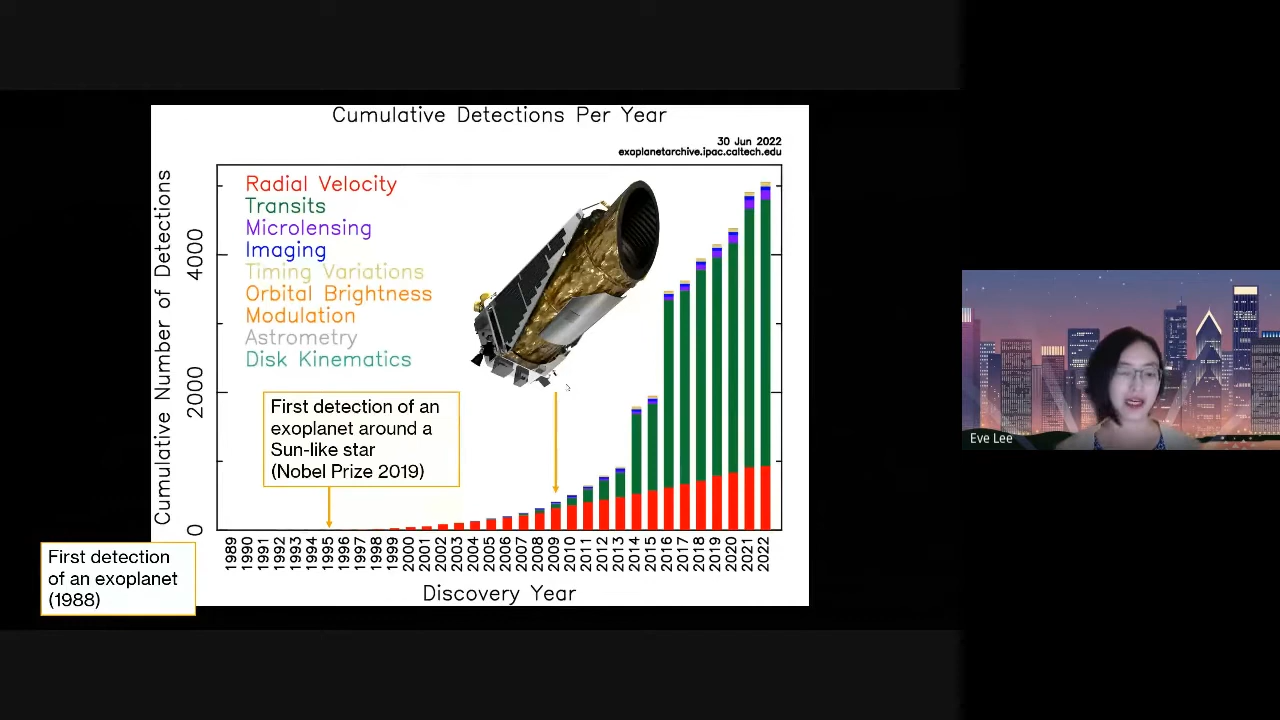 Cumulative Detections Per Year
30 Jun 2022
exoplanetarchive.ipac.caltech.edu
Cumulative Number of Detections
4000
2000
0
Radial Velocity
Transits
Microlensing
Imaging
Timing Variations
Orbital Brightness
Modulation
Astrometry
Disk Kinematics
First detection of an
exoplanet around a
Sun-like star
(Nobel Prize 2019)
1989 1990 1991 1992 1993 1994 1995 1996 1997 1998 1999 2000 2001 2002 2003 2004 2005 2006 2007 2008 2009 2010 2011 2012 2013 2014 2015 2016 2017 2018 2019 2020 2021 2022
Discovery Year
First detection
of an exoplanet
(1988)
Eve Lee